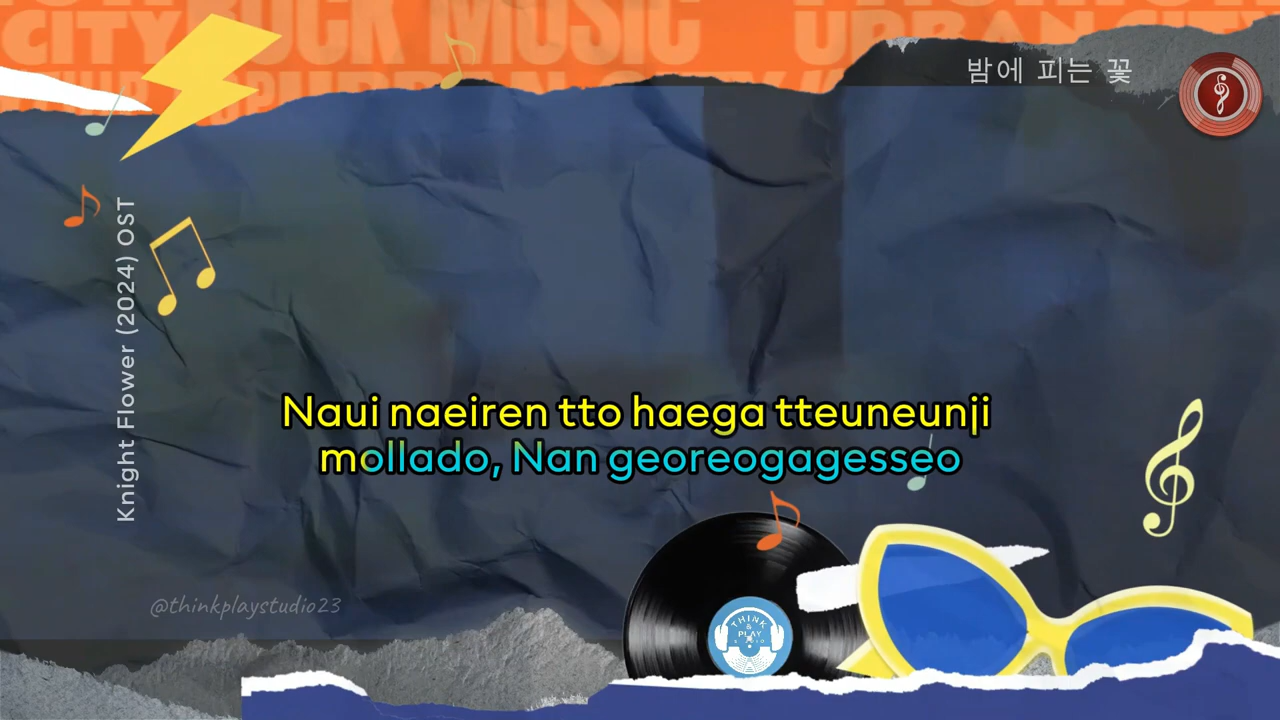 CITY ROCK MUSIC
URBAN CITY
밤에 피는 꽃
Knight Flower (2024) OST
Naui naeiren tto haega tteuneunji
mollado, Nan georeogagesseo
@thinkplaystudio23
THINK
&
PLAY